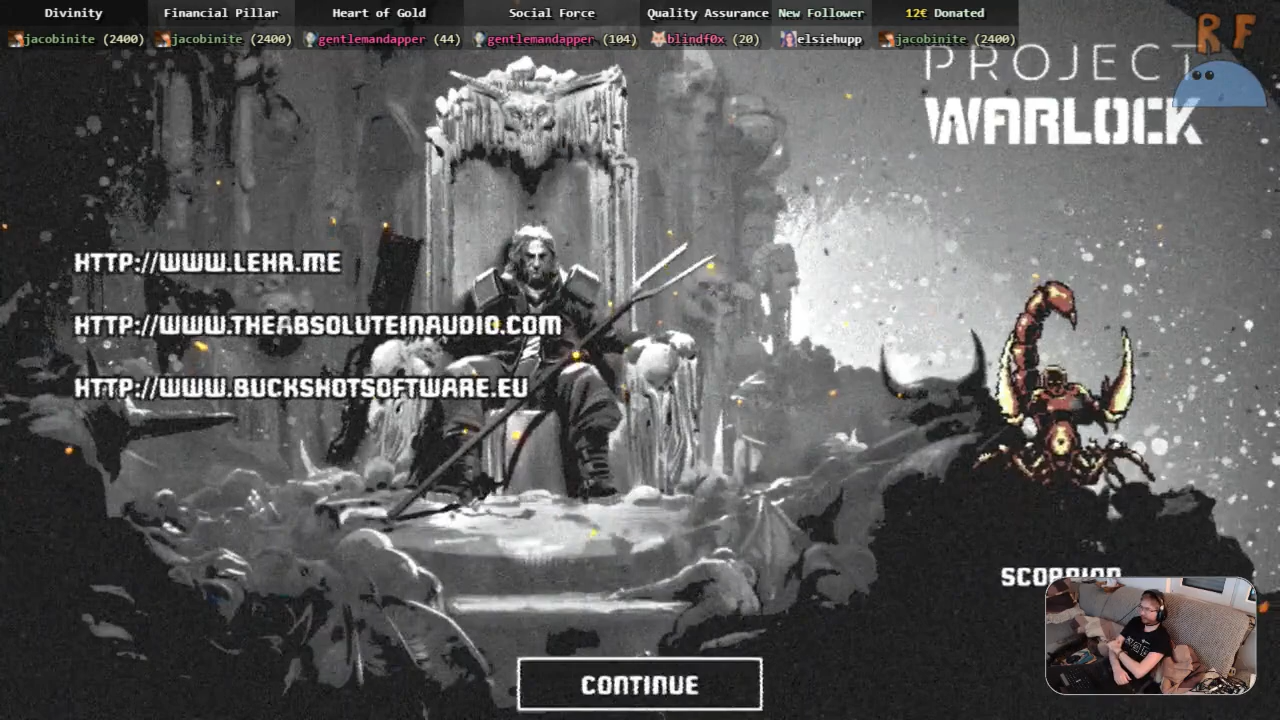 Divinity Financial Pillar Heart of Gold Social Force Quality Assurance New Follower 12€ Donated
jacobinite (2400) jacobinite (2400) gentlemandapper (44) gentlemandapper (104) blindf0x (20) elsiehupp jacobinite (2400)
RF
PROJECT
WARLOCK
HTTP://WWW.LEHR.ME
HTTP://WWW.THEABSOLUTEINAUDIO.COM
HTTP://WWW.BUCKSHOTSOFTWARE.EU
SCORPION
CONTINUE